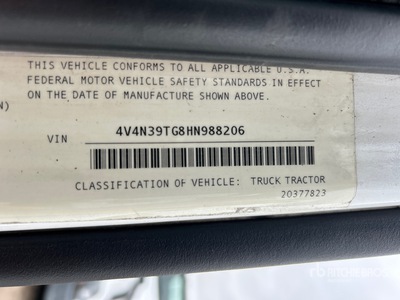 THIS VEHICLE CONFORMS TO ALL APPLICABLE U.S.A.
FEDERAL MOTOR VEHICLE SAFETY STANDARDS IN EFFECT
ON THE DATE OF MANUFACTURE SHOWN ABOVE.
N)
VIN 4V4N39TG8HN988206
CLASSIFICATION OF VEHICLE: TRUCK TRACTOR
20377823